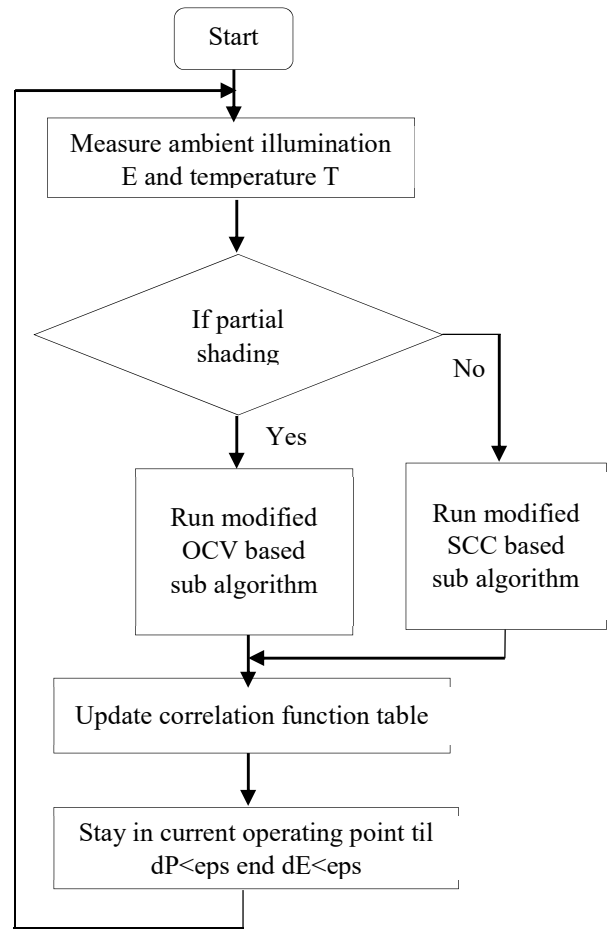 Start
Measure ambient illumination
E and temperature T
If partial
shading
No
Yes
Run modified
OCV based
sub algorithm
Run modified
SCC based
sub algorithm
Update correlation function table
Stay in current operating point til
dP<eps end dE<eps